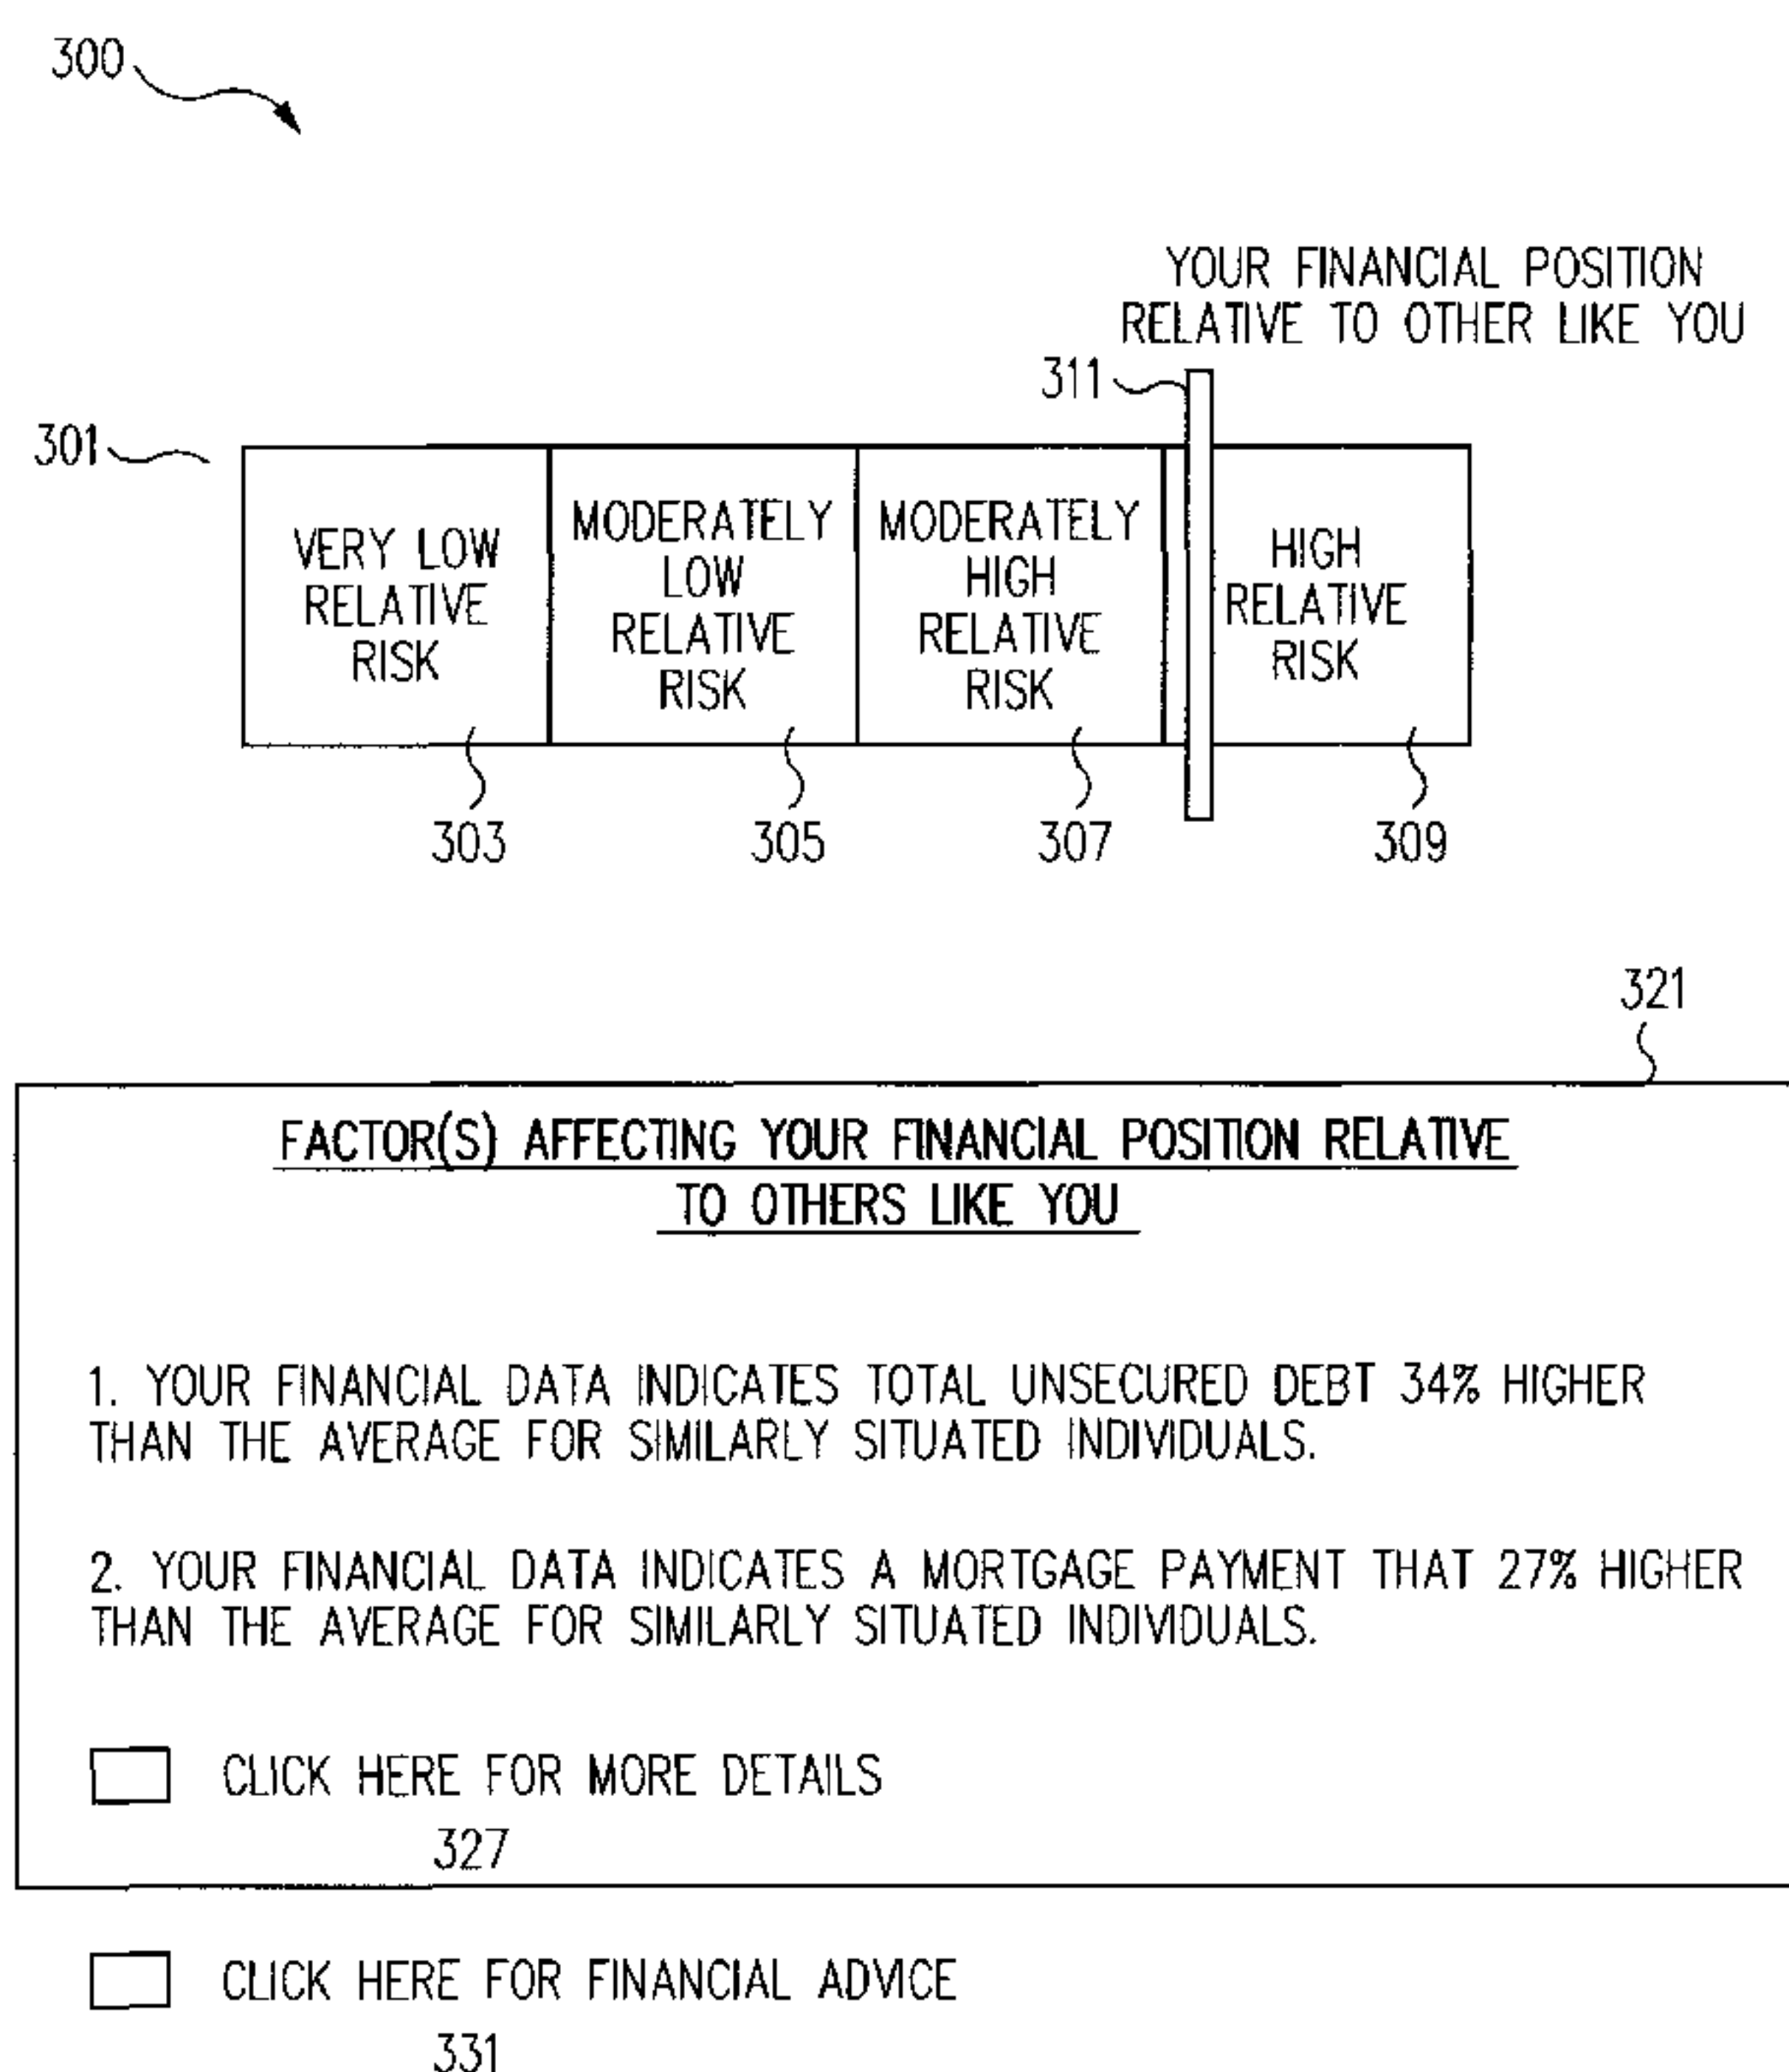 300
YOUR FINANCIAL POSITION
RELATIVE TO OTHER LIKE YOU
311
301
VERY LOW
RELATIVE
RISK
MODERATELY
LOW
RELATIVE
RISK
MODERATELY
HIGH
RELATIVE
RISK
HIGH
RELATIVE
RISK
303
305
307
309
321
FACTOR(S) AFFECTING YOUR FINANCIAL POSITION RELATIVE
TO OTHERS LIKE YOU
1. YOUR FINANCIAL DATA INDICATES TOTAL UNSECURED DEBT 34% HIGHER
THAN THE AVERAGE FOR SIMILARLY SITUATED INDIVIDUALS.
2. YOUR FINANCIAL DATA INDICATES A MORTGAGE PAYMENT THAT 27% HIGHER
THAN THE AVERAGE FOR SIMILARLY SITUATED INDIVIDUALS.
CLICK HERE FOR MORE DETAILS
327
CLICK HERE FOR FINANCIAL ADVICE
331